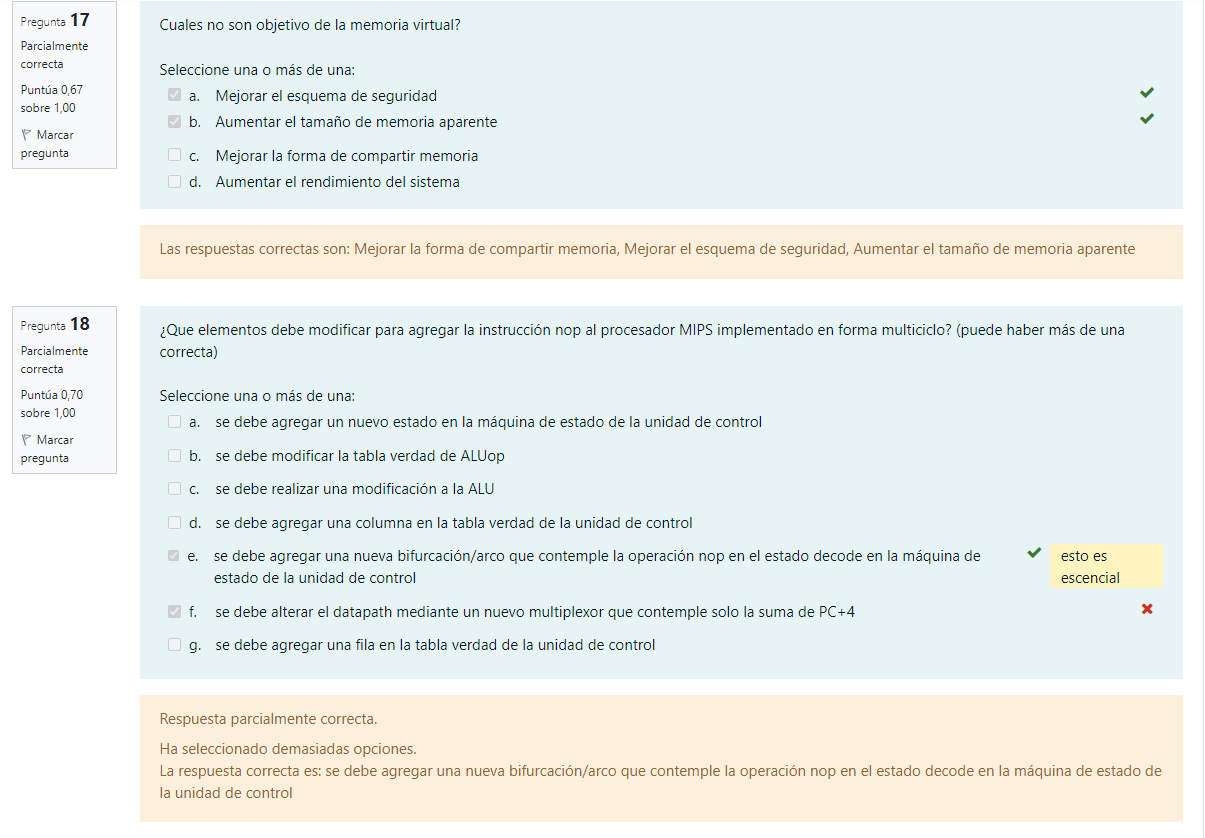 Pregunta 17
Parcialmente
correcta
Puntúa 0,67
sobre 1,00
Marcar
pregunta
Cuales no son objetivo de la memoria virtual?
Seleccione una o más de una:
a. Mejorar el esquema de seguridad
b. Aumentar el tamaño de memoria aparente
c. Mejorar la forma de compartir memoria
d. Aumentar el rendimiento del sistema
Las respuestas correctas son: Mejorar la forma de compartir memoria, Mejorar el esquema de seguridad, Aumentar el tamaño de memoria aparente
Pregunta 18
Parcialmente
correcta
Puntúa 0,70
sobre 1,00
Marcar
pregunta
¿Que elementos debe modificar para agregar la instrucción nop al procesador MIPS implementado en forma multiciclo? (puede haber más de una
correcta)
Seleccione una o más de una:
a. se debe agregar un nuevo estado en la máquina de estado de la unidad de control
b. se debe modificar la tabla verdad de ALUop
c. se debe realizar una modificación a la ALU
d. se debe agregar una columna en la tabla verdad de la unidad de control
e. se debe agregar una nueva bifurcación/arco que contemple la operación nop en el estado decode en la máquina de
estado de la unidad de control
esto es
escencial
f. se debe alterar el datapath mediante un nuevo multiplexor que contemple solo la suma de PC+4
g. se debe agregar una fila en la tabla verdad de la unidad de control
Respuesta parcialmente correcta.
Ha seleccionado demasiadas opciones.
La respuesta correcta es: se debe agregar una nueva bifurcación/arco que contemple la operación nop en el estado decode en la máquina de estado de
la unidad de control